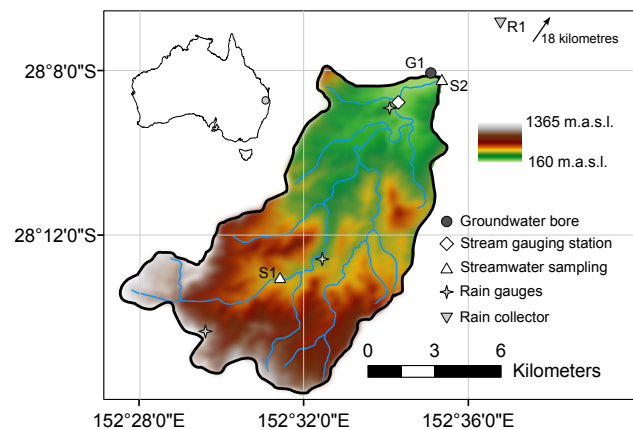 R1
18 kilometres
28°8'0"S
G1
S2
1365 m.a.s.l.
160 m.a.s.l.
28°12'0"S
S1
Groundwater bore
Stream gauging station
Streamwater sampling
Rain gauges
Rain collector
0 3 6
Kilometers
152°28'0"E 152°32'0"E 152°36'0"E